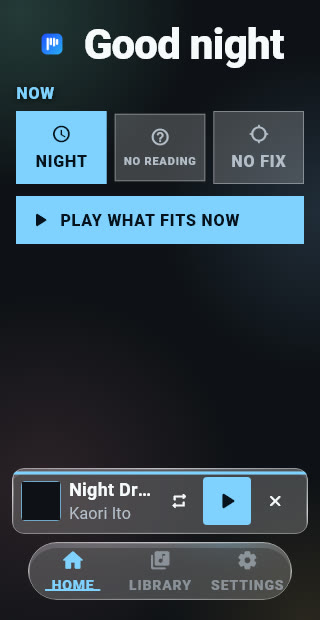 Good night
NOW
NIGHT
NO READING
NO FIX
PLAY WHAT FITS NOW
Night Dr...
Kaori Ito
HOME
LIBRARY
SETTINGS